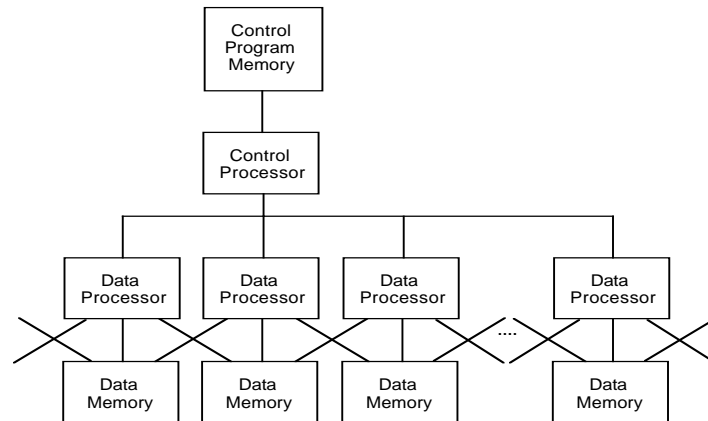 Control
Program
Memory
Control
Processor
Data
Processor
Data
Processor
Data
Processor
Data
Processor
....
Data
Memory
Data
Memory
Data
Memory
Data
Memory